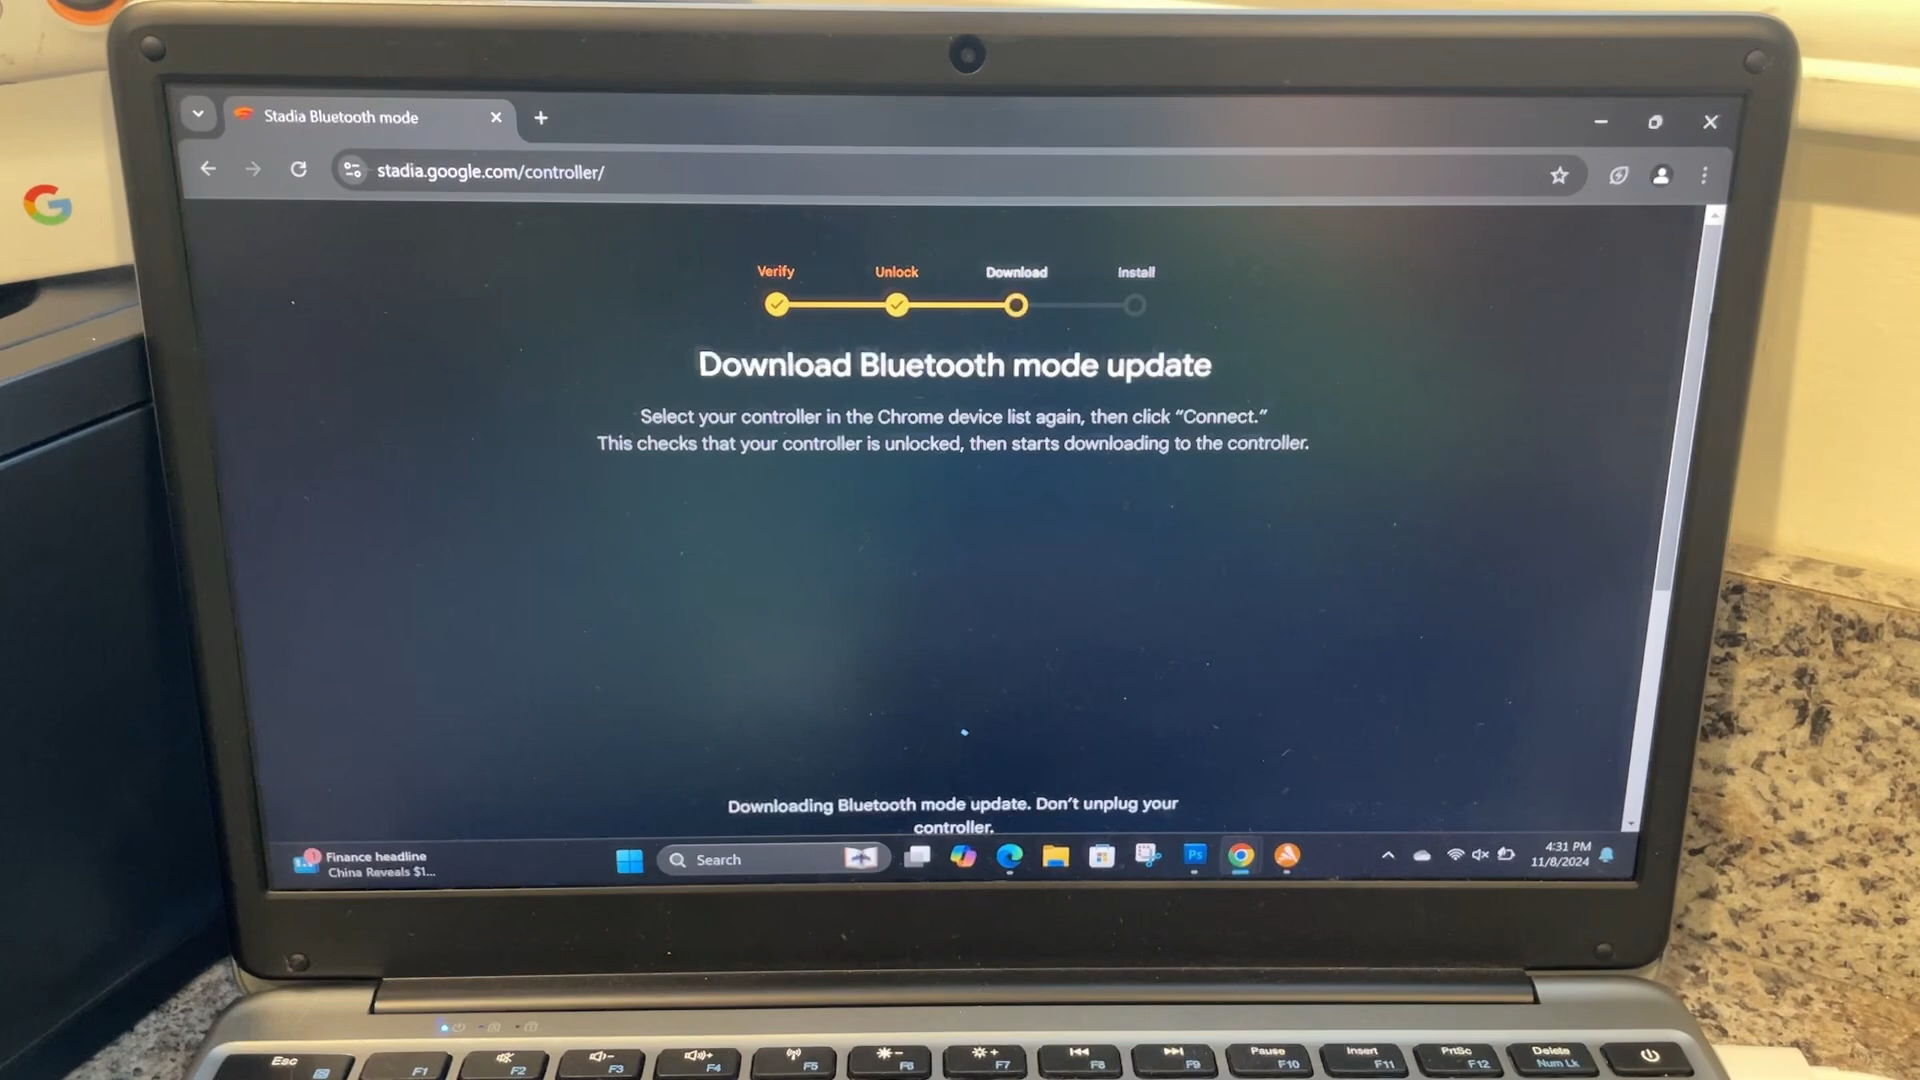 Stadia Bluetooth mode
stadia.google.com/controller/
Verify
Unlock
Download
Install
Download Bluetooth mode update
Select your controller in the Chrome device list again, then click “Connect.”
This checks that your controller is unlocked, then starts downloading to the controller.
Downloading Bluetooth mode update. Don’t unplug your
controller.
1
Finance headline
China Reveals $1...
Search
Ps
4:31 PM
11/8/2024
G
Esc
F1
F2
F3
F4
F5
F6
F7
F8
F9
Pause
F10
Insert
F11
PrtSc
F12
Delete
Num Lk